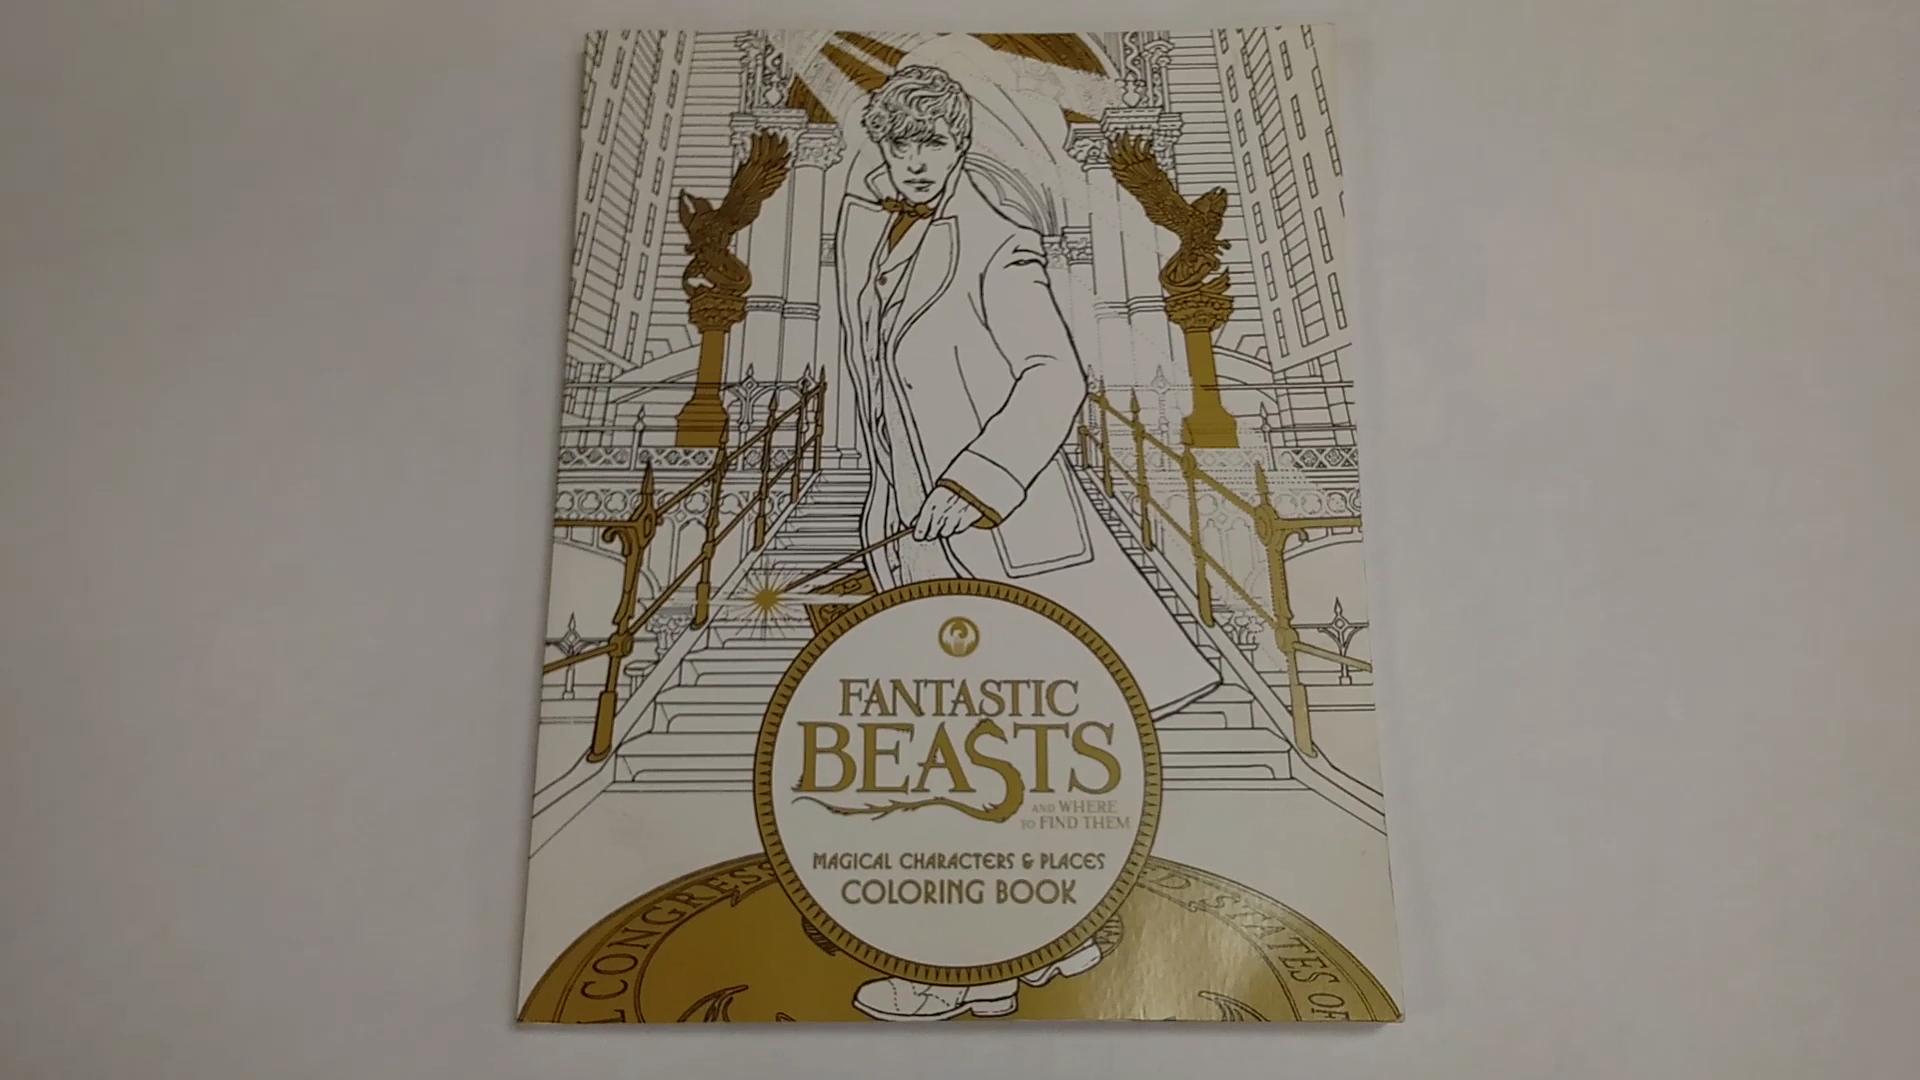 FANTASTIC
BEASTS
AND WHERE
TO FIND THEM
MAGICAL CHARACTERS & PLACES
COLORING BOOK
L CONGRESS
D STATES OF